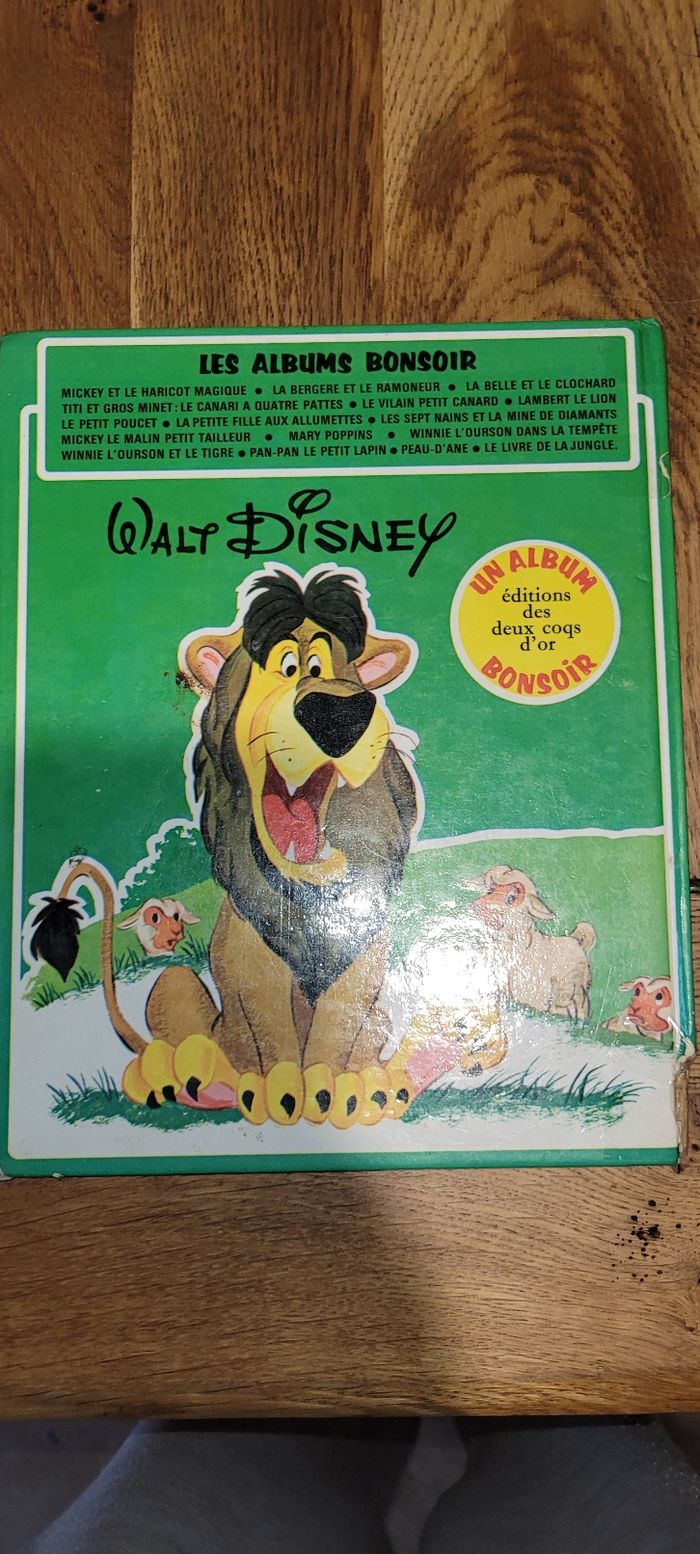 LES ALBUMS BONSOIR
MICKEY ET LE HARICOT MAGIQUE ● LA BERGERE ET LE RAMONEUR ● LA BELLE ET LE CLOCHARD
TITI ET GROS MINET: LE CANARI A QUATRE PATTES ● LE VILAIN PETIT CANARD ● LAMBERT LE LION
LE PETIT POUCET ● LA PETITE FILLE AUX ALLUMETTES ● LES SEPT NAINS ET LA MINE DE DIAMANTS
MICKEY LE MALIN PETIT TAILLEUR ● MARY POPPINS ● WINNIE L'OURSON DANS LA TEMPÊTE
WINNIE L'OURSON ET LE TIGRE ● PAN-PAN LE PETIT LAPIN ● PEAU-D'ANE ● LE LIVRE DE LA JUNGLE.
WALT DISNEY
UN ALBUM
éditions
des
deux coqs
d'or
BONSOIR